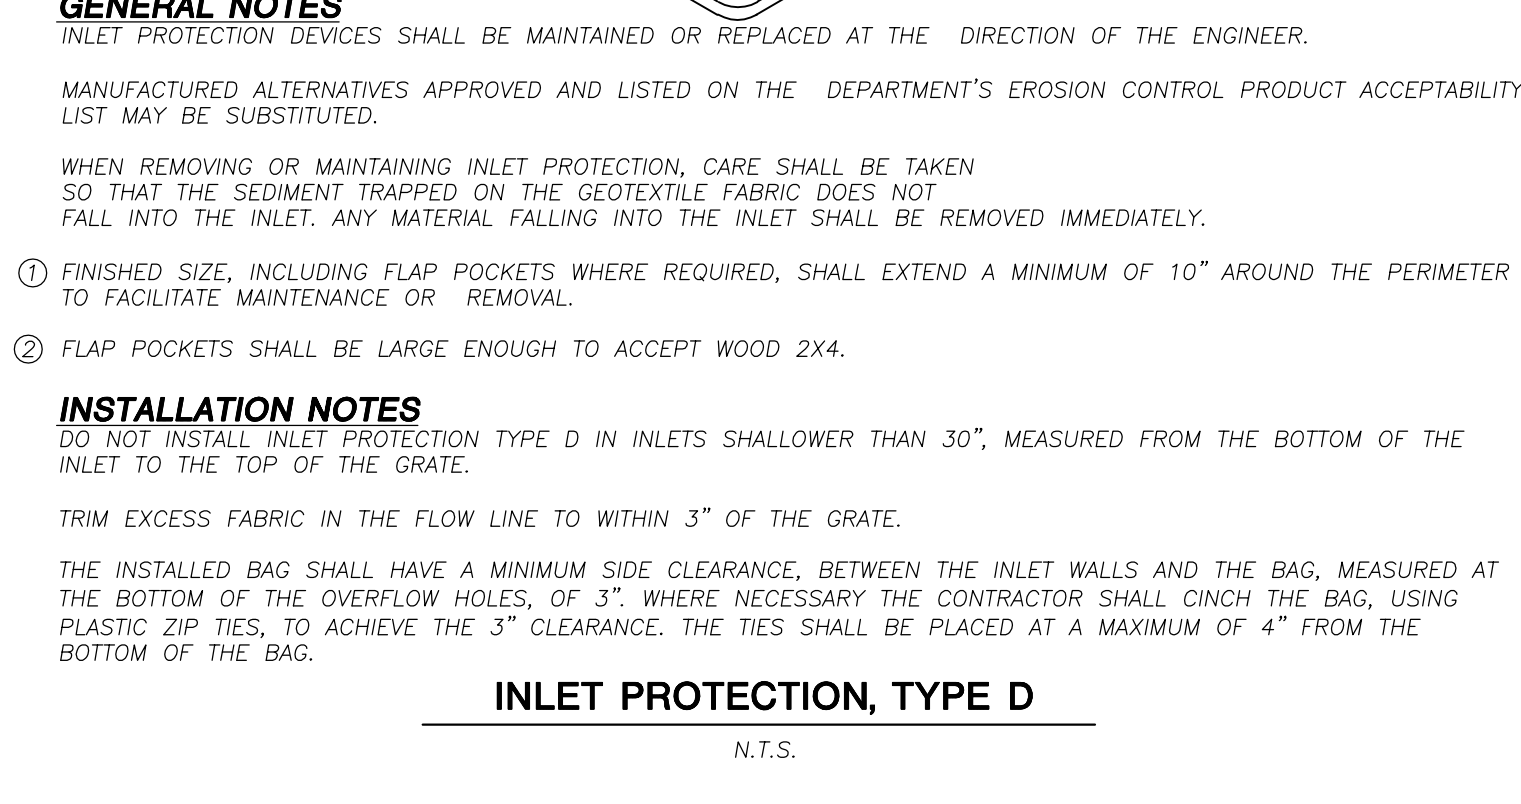 GENERAL NOTES
INLET PROTECTION DEVICES SHALL BE MAINTAINED OR REPLACED AT THE DIRECTION OF THE ENGINEER.
MANUFACTURED ALTERNATIVES APPROVED AND LISTED ON THE DEPARTMENT'S EROSION CONTROL PRODUCT ACCEPTABILITY
LIST MAY BE SUBSTITUTED.
WHEN REMOVING OR MAINTAINING INLET PROTECTION, CARE SHALL BE TAKEN
SO THAT THE SEDIMENT TRAPPED ON THE GEOTEXTILE FABRIC DOES NOT
FALL INTO THE INLET. ANY MATERIAL FALLING INTO THE INLET SHALL BE REMOVED IMMEDIATELY.
① FINISHED SIZE, INCLUDING FLAP POCKETS WHERE REQUIRED, SHALL EXTEND A MINIMUM OF 10” AROUND THE PERIMETER
TO FACILITATE MAINTENANCE OR REMOVAL.
② FLAP POCKETS SHALL BE LARGE ENOUGH TO ACCEPT WOOD 2X4.
INSTALLATION NOTES
DO NOT INSTALL INLET PROTECTION TYPE D IN INLETS SHALLOWER THAN 30”, MEASURED FROM THE BOTTOM OF THE
INLET TO THE TOP OF THE GRATE.
TRIM EXCESS FABRIC IN THE FLOW LINE TO WITHIN 3” OF THE GRATE.
THE INSTALLED BAG SHALL HAVE A MINIMUM SIDE CLEARANCE, BETWEEN THE INLET WALLS AND THE BAG, MEASURED AT
THE BOTTOM OF THE OVERFLOW HOLES, OF 3”. WHERE NECESSARY THE CONTRACTOR SHALL CINCH THE BAG, USING
PLASTIC ZIP TIES, TO ACHIEVE THE 3” CLEARANCE. THE TIES SHALL BE PLACED AT A MAXIMUM OF 4” FROM THE
BOTTOM OF THE BAG.
INLET PROTECTION, TYPE D
N.T.S.